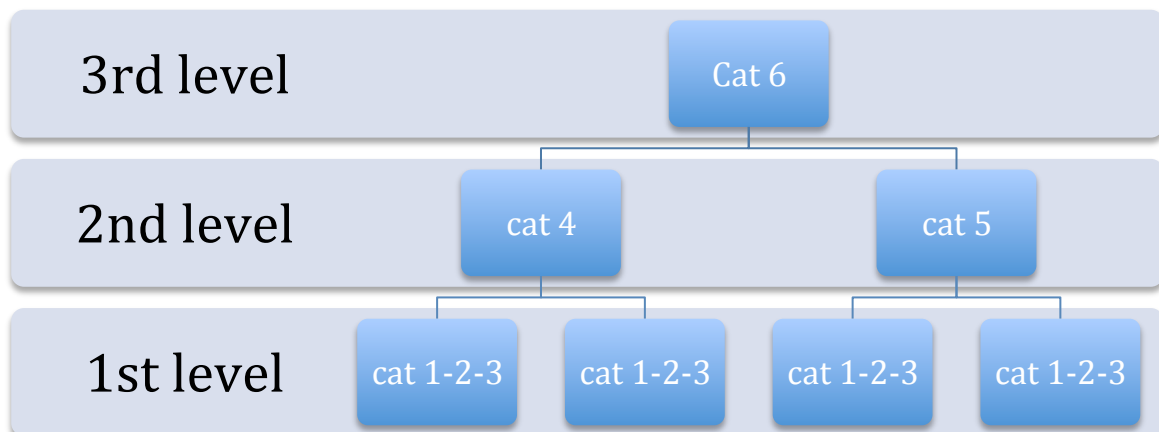 3rd level
Cat 6
2nd level
cat 4
cat 5
1st level
cat 1-2-3
cat 1-2-3
cat 1-2-3
cat 1-2-3